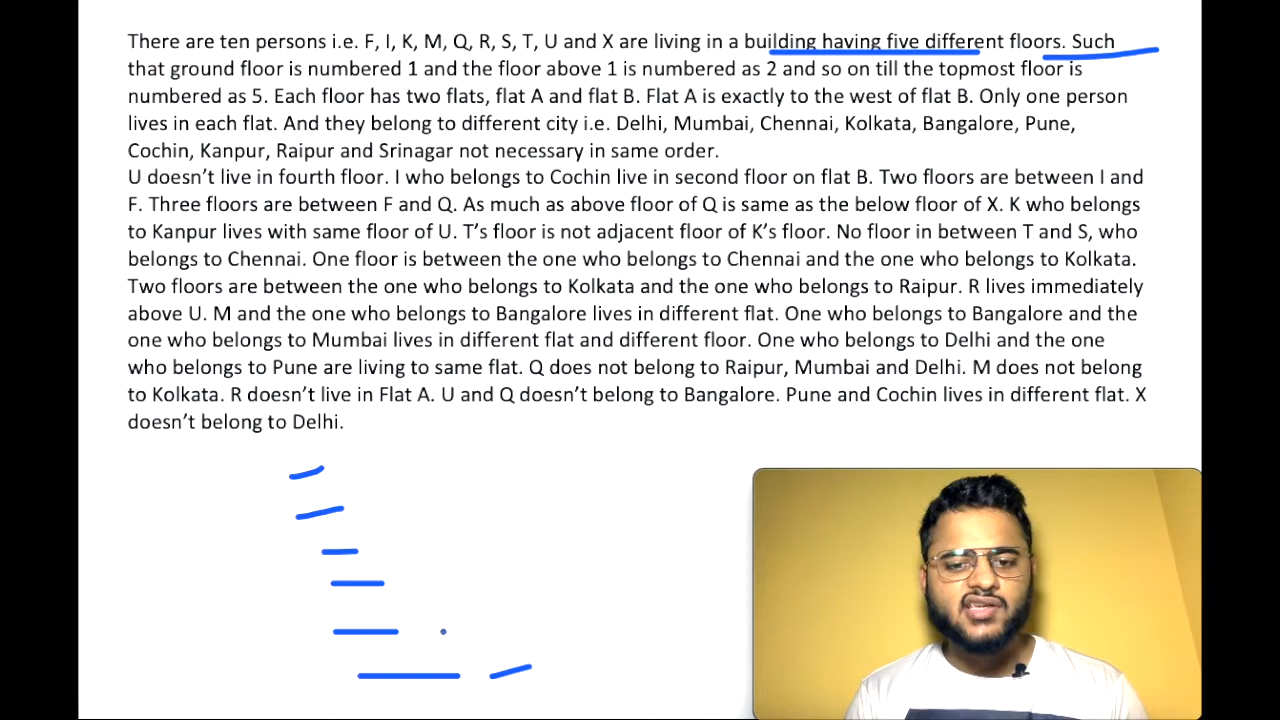 There are ten persons i.e. F, I, K, M, Q, R, S, T, U and X are living in a building having five different floors. Such
that ground floor is numbered 1 and the floor above 1 is numbered as 2 and so on till the topmost floor is
numbered as 5. Each floor has two flats, flat A and flat B. Flat A is exactly to the west of flat B. Only one person
lives in each flat. And they belong to different city i.e. Delhi, Mumbai, Chennai, Kolkata, Bangalore, Pune,
Cochin, Kanpur, Raipur and Srinagar not necessary in same order.
U doesn’t live in fourth floor. I who belongs to Cochin live in second floor on flat B. Two floors are between I and
F. Three floors are between F and Q. As much as above floor of Q is same as the below floor of X. K who belongs
to Kanpur lives with same floor of U. T’s floor is not adjacent floor of K’s floor. No floor in between T and S, who
belongs to Chennai. One floor is between the one who belongs to Chennai and the one who belongs to Kolkata.
Two floors are between the one who belongs to Kolkata and the one who belongs to Raipur. R lives immediately
above U. M and the one who belongs to Bangalore lives in different flat. One who belongs to Bangalore and the
one who belongs to Mumbai lives in different flat and different floor. One who belongs to Delhi and the one
who belongs to Pune are living to same flat. Q does not belong to Raipur, Mumbai and Delhi. M does not belong
to Kolkata. R doesn’t live in Flat A. U and Q doesn’t belong to Bangalore. Pune and Cochin lives in different flat. X
doesn’t belong to Delhi.